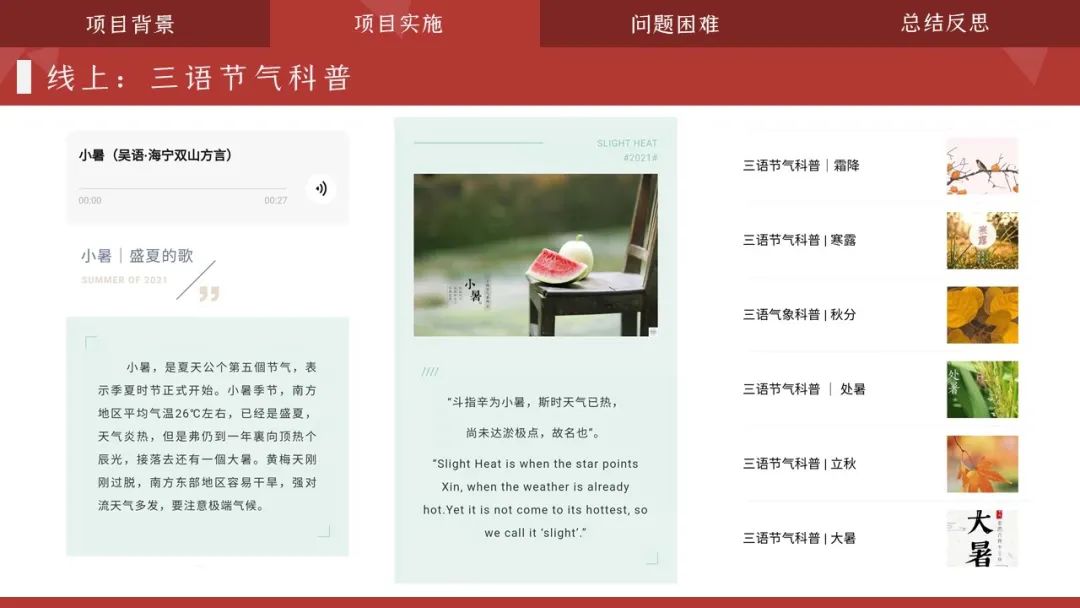 项目背景
项目实施
问题困难
总结反思
线上：三语节气科普
小暑（吴语·海宁双山方言）
00:00
00:27
小暑｜盛夏的歌
SUMMER OF 2021
小暑，是夏天公个第五個节气，表
示季夏时节正式开始。小暑季节，南方
地区平均气温26℃左右，已经是盛夏，
天气炎热，但是弗仍到一年裏向顶热个
辰光，接落去还有一個大暑。黄梅天刚
刚过脱，南方东部地区容易干旱，强对
流天气多发，要注意极端气候。
SLIGHT HEAT
#2021#
小暑
////
“斗指辛为小暑，斯时天气已热，
尚未达淤极点，故名也”。
“Slight Heat is when the star points
Xin, when the weather is already
hot.Yet it is not come to its hottest, so
we call it ‘slight’.”
三语节气科普｜霜降
三语节气科普 | 寒露
寒露
三语气象科普 | 秋分
三语节气科普 ｜ 处暑
处暑
三语节气科普 | 立秋
三语节气科普 | 大暑
大暑